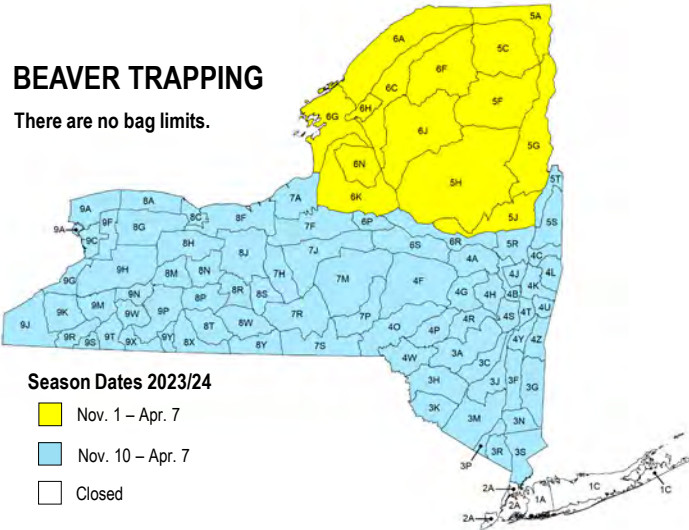 BEAVER TRAPPING
There are no bag limits.
5A
6A
5C
6F
6C
5F
6H
6G
6J
5G
6N
5H
6K
5J
5T
9A
8A
7A
8C
8F
6P
5S
9A
9F
8G
7F
9C
8H
7J
6S
6R
5R
4C
8J
4A
9H
8M
8N
7H
7M
4F
4J
4L
9G
8R
8S
4G
4H
4B
4K
9N
8P
9M
9K
9W
9P
7R
7P
4R
4S
4T
4U
9J
8T
8W
4O
4P
9R
9S
9T
9X
9Y
8X
8Y
7S
4Y
4Z
4W
3A
3C
3H
3J
3F
3G
3K
3M
3N
3P
3R
3S
2A
2A
1A
1C
1C
2A
Season Dates 2023/24
Nov. 1 – Apr. 7
Nov. 10 – Apr. 7
Closed